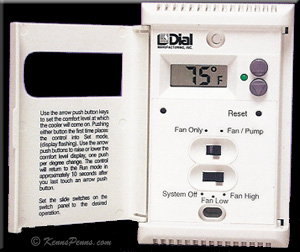 Dial
MANUFACTURING, INC.
75° F
Reset
Fan Only
Fan / Pump
System Off
Fan High
Fan Low
Use the arrow push button keys
to set the comfort level at which
the cooler will come on. Pushing
either button the first time places
the control into Set mode,
(display flashing). Use the arrow
push buttons to raise or lower the
comfort level display, one push
per degree change. The control
will return to the Run mode in
approximately 10 seconds after
you last touch an arrow push
button.
Set the slide switches on the
switch panel to the desired
operation.
© KennsPenns.com